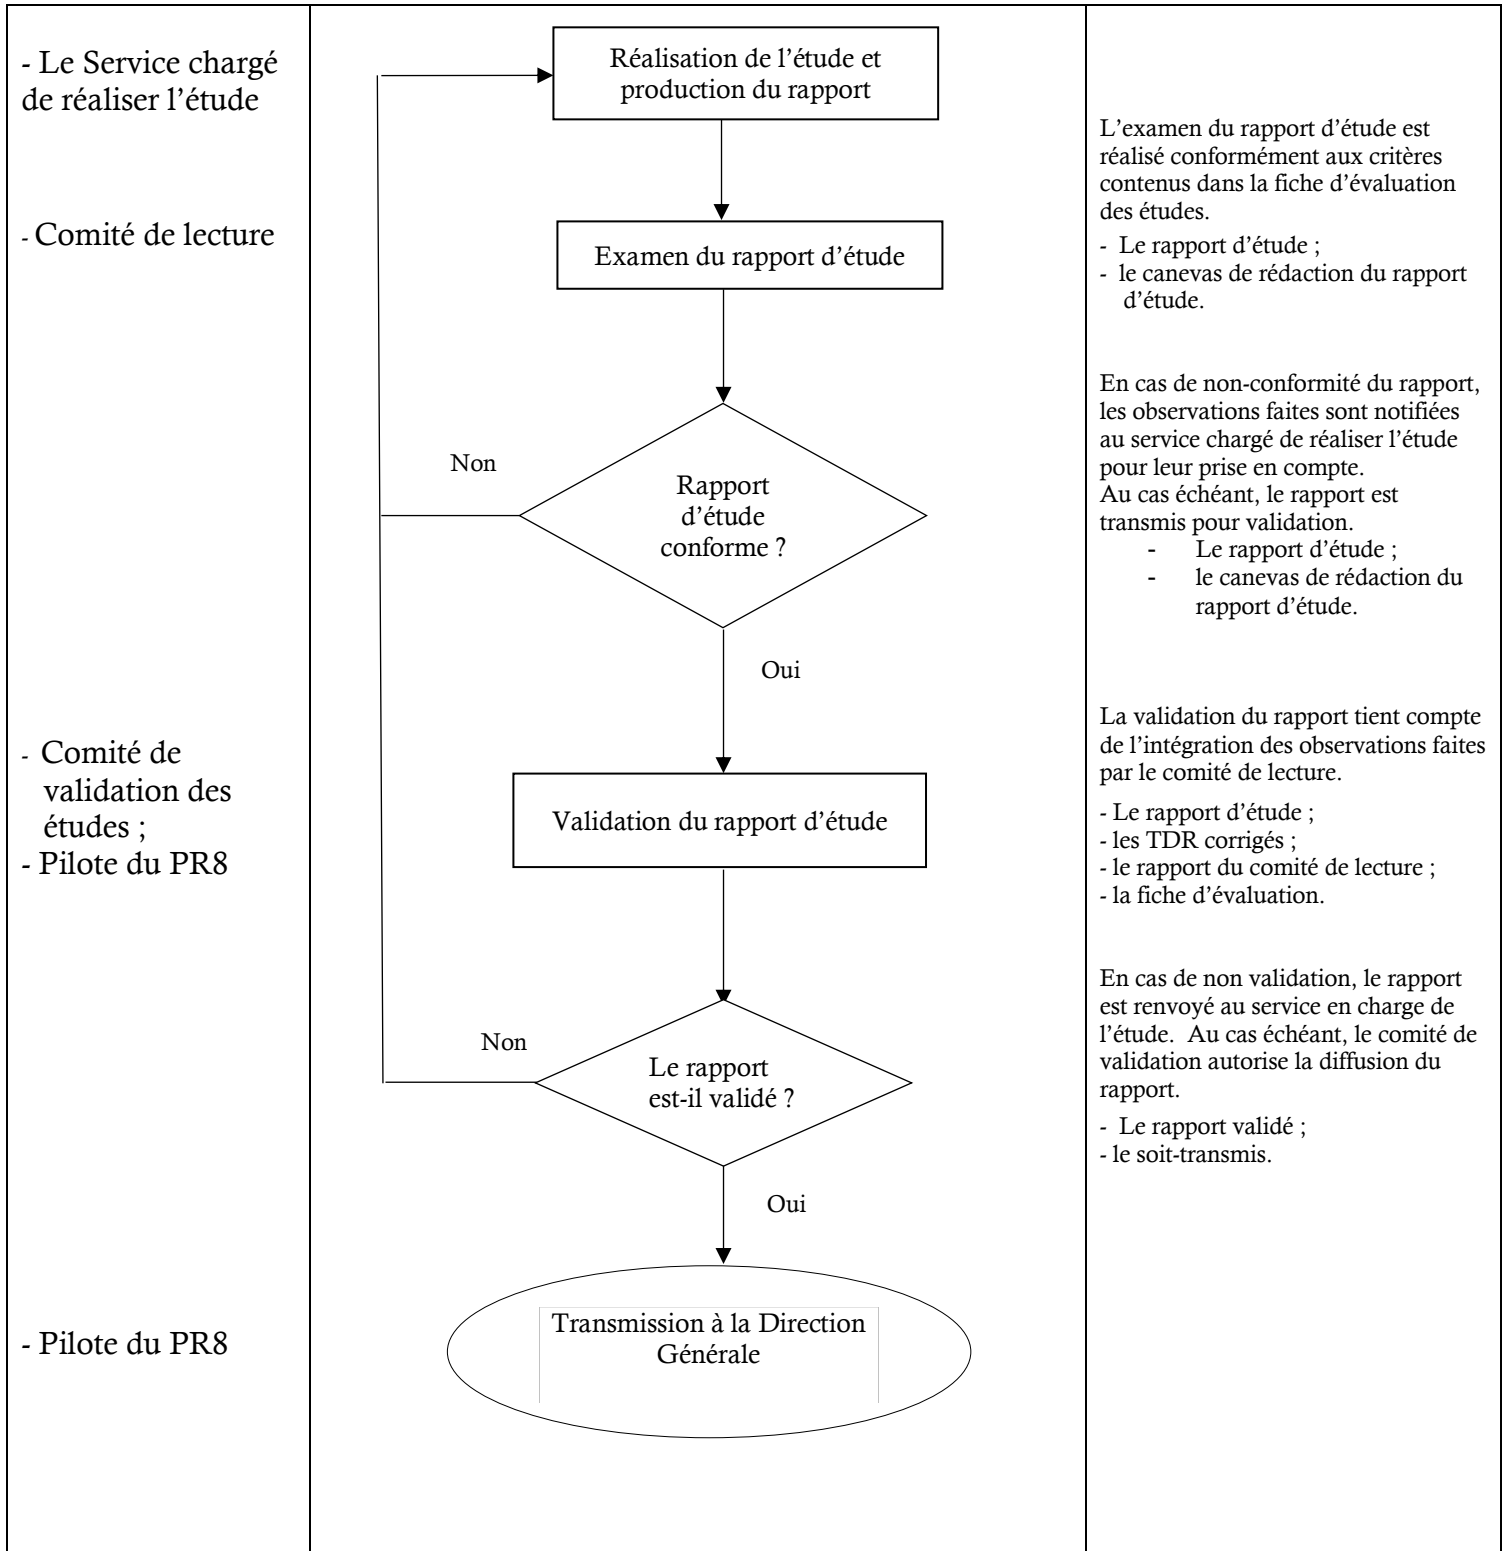 - Le Service chargé
de réaliser l’étude
- Comité de lecture
- Comité de
validation des
études ;
- Pilote du PR8
- Pilote du PR8
Réalisation de l’étude et
production du rapport
Examen du rapport d’étude
Non
Rapport
d’étude
conforme ?
Oui
Validation du rapport d’étude
Non
Le rapport
est-il validé ?
Oui
Transmission à la Direction
Générale
L’examen du rapport d’étude est
réalisé conformément aux critères
contenus dans la fiche d’évaluation
des études.
- Le rapport d’étude ;
- le canevas de rédaction du rapport
d’étude.
En cas de non-conformité du rapport,
les observations faites sont notifiées
au service chargé de réaliser l’étude
pour leur prise en compte.
Au cas échéant, le rapport est
transmis pour validation.
- Le rapport d’étude ;
- le canevas de rédaction du
rapport d’étude.
La validation du rapport tient compte
de l’intégration des observations faites
par le comité de lecture.
- Le rapport d’étude ;
- les TDR corrigés ;
- le rapport du comité de lecture ;
- la fiche d’évaluation.
En cas de non validation, le rapport
est renvoyé au service en charge de
l’étude. Au cas échéant, le comité de
validation autorise la diffusion du
rapport.
- Le rapport validé ;
- le soit-transmis.